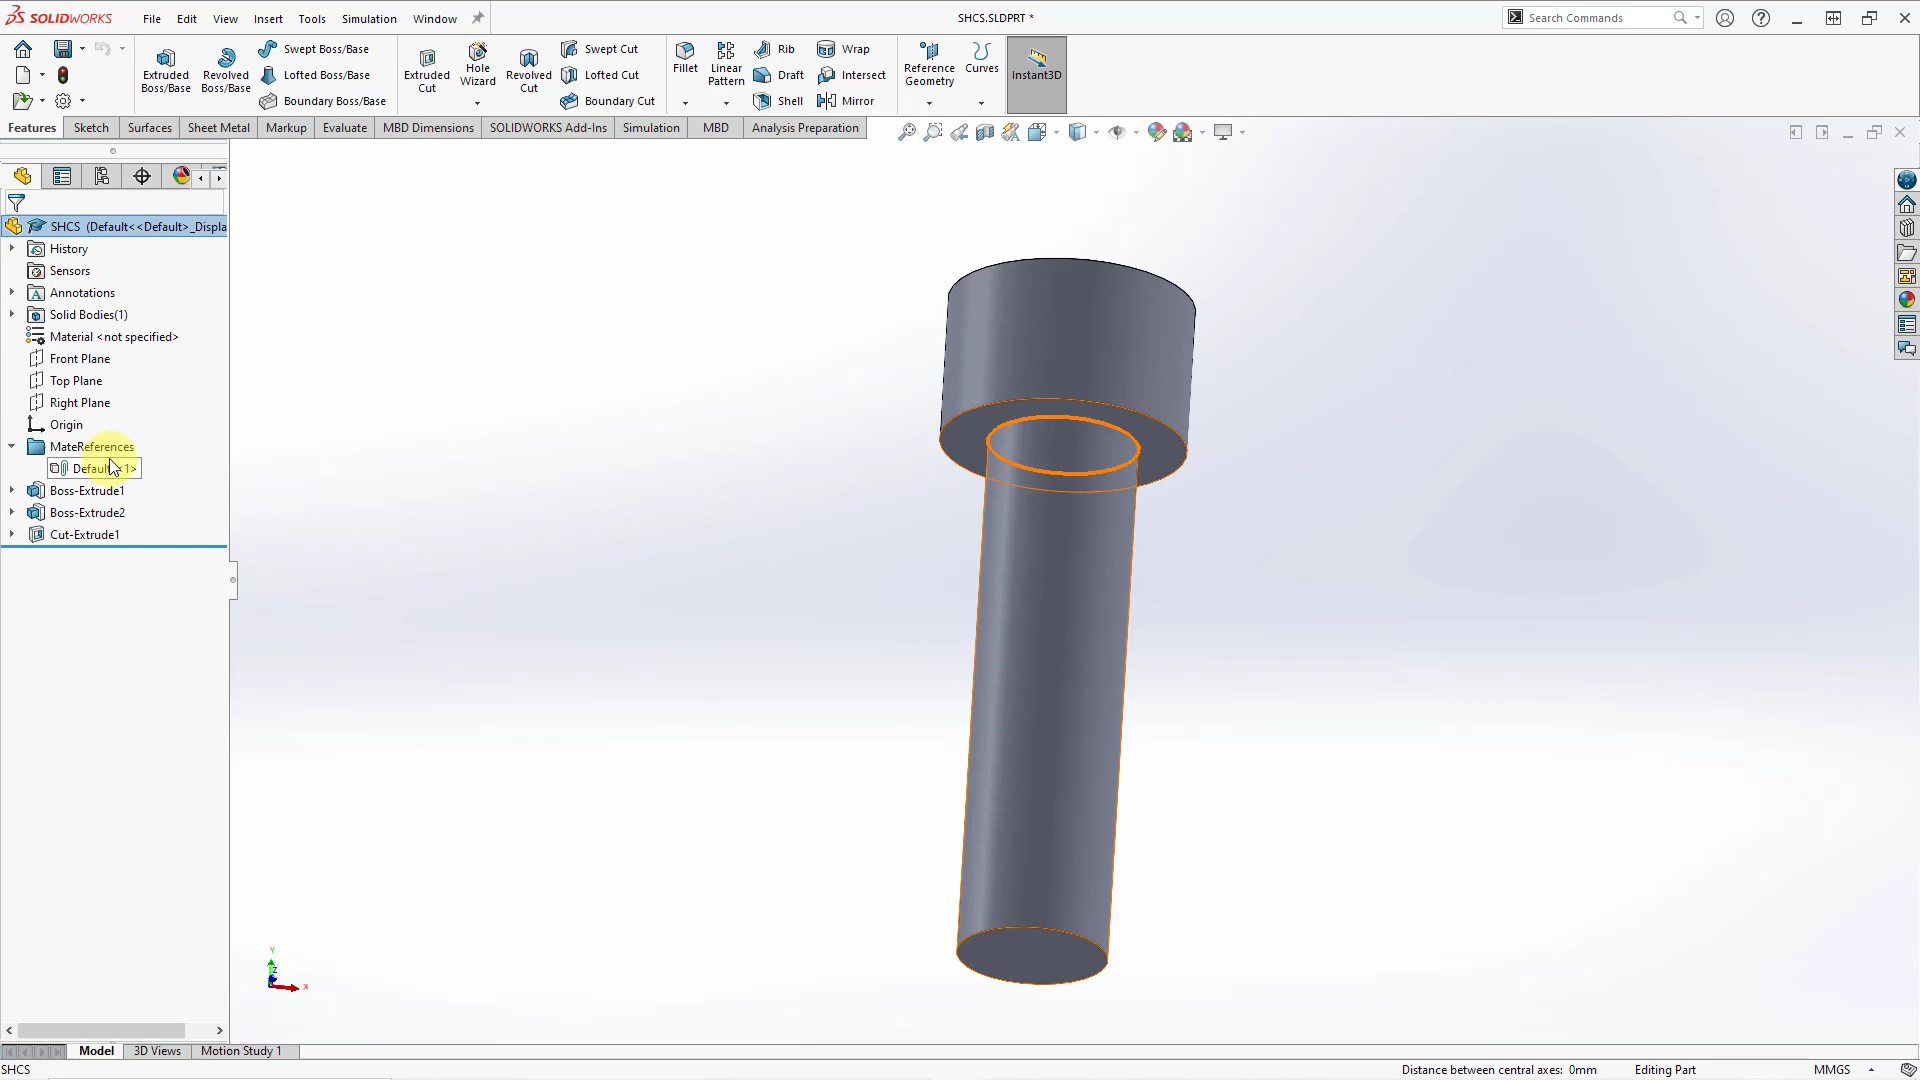 SOLIDWORKS File Edit View Insert Tools Simulation Window SHCS.SLDPRT * Search Commands
Extruded Boss/Base
Revolved Boss/Base
Swept Boss/Base
Lofted Boss/Base
Boundary Boss/Base
Extruded Cut
Hole Wizard
Revolved Cut
Swept Cut
Lofted Cut
Boundary Cut
Fillet
Linear Pattern
Rib
Draft
Shell
Wrap
Intersect
Mirror
Reference Geometry
Curves
Instant3D
Features Sketch Surfaces Sheet Metal Markup Evaluate MBD Dimensions SOLIDWORKS Add-Ins Simulation MBD Analysis Preparation
SHCS (Default<<Default>_Displa
History
Sensors
Annotations
Solid Bodies(1)
Material <not specified>
Front Plane
Top Plane
Right Plane
Origin
MateReferences
Boss-Extrude1
Boss-Extrude2
Cut-Extrude1
Y
Z
X
Model 3D Views Motion Study 1
SHCS Distance between central axes: 0mm Editing Part MMGS